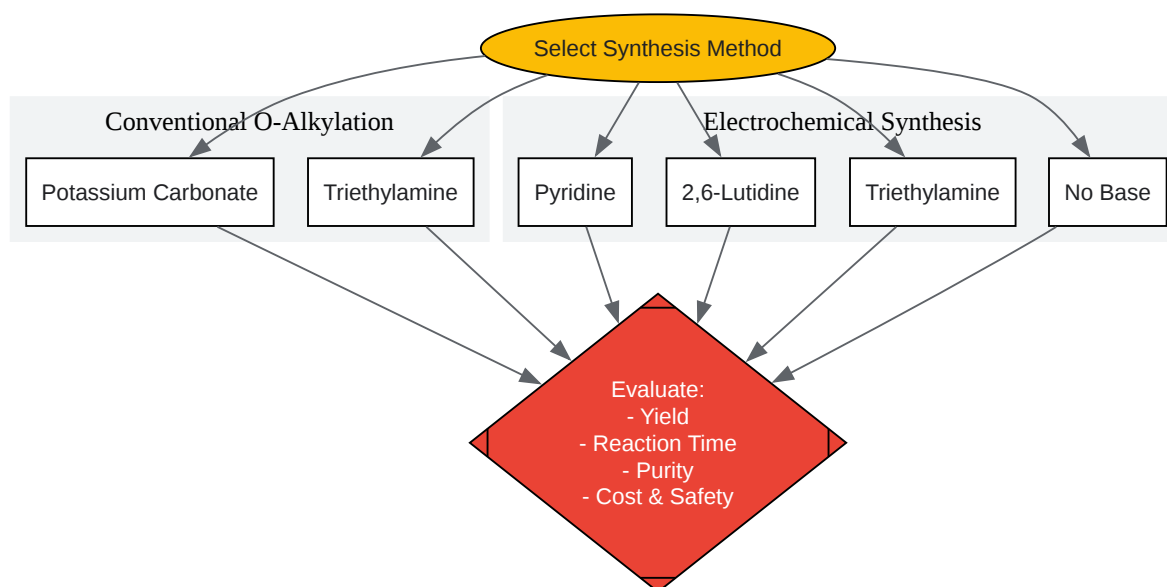 Select Synthesis Method
Conventional O-Alkylation
Electrochemical Synthesis
Potassium Carbonate
Triethylamine
Pyridine
2,6-Lutidine
Triethylamine
No Base
Evaluate:
- Yield
- Reaction Time
- Purity
- Cost & Safety